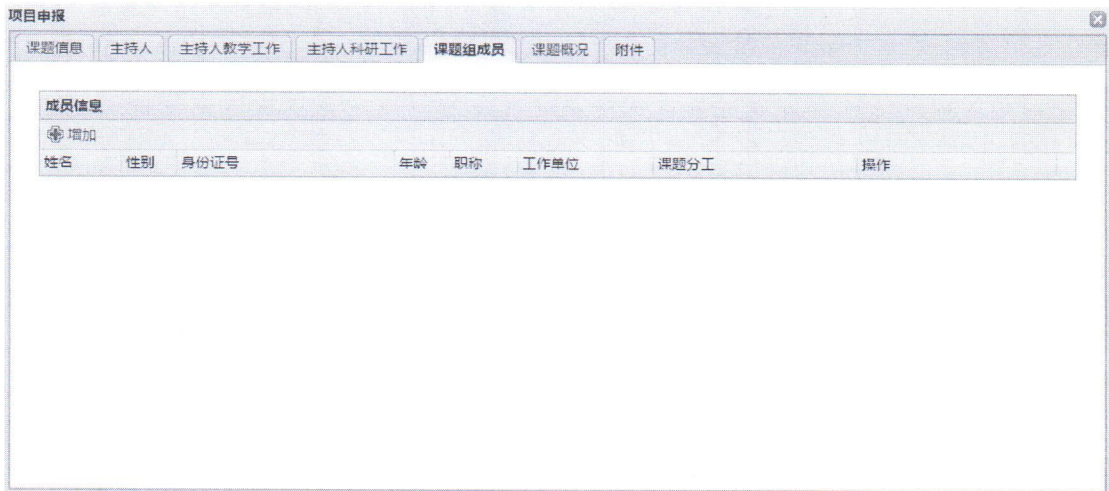 项目申报
课题信息 主持人 主持人教学工作 主持人科研工作 课题组成员 课题概况 附件
成员信息
增加
姓名 性别 身份证号 年龄 职称 工作单位 课题分工 操作